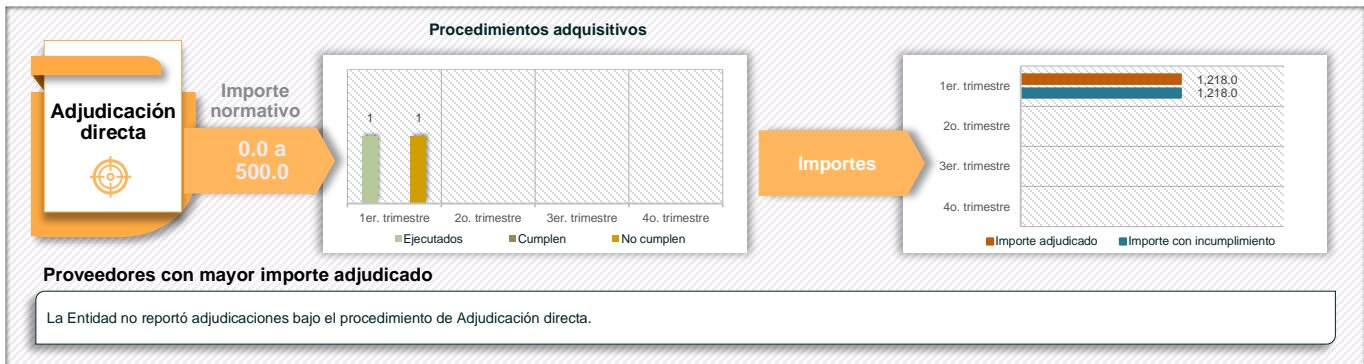 Procedimientos adquisitivos
Adjudicación
directa
Importe
normativo
0.0 a
500.0
1
1
1er. trimestre
2o. trimestre
3er. trimestre
4o. trimestre
Ejecutados
Cumplen
No cumplen
Importes
1er. trimestre
1,218.0
1,218.0
2o. trimestre
3er. trimestre
4o. trimestre
Importe adjudicado
Importe con incumplimiento
Proveedores con mayor importe adjudicado
La Entidad no reportó adjudicaciones bajo el procedimiento de Adjudicación directa.